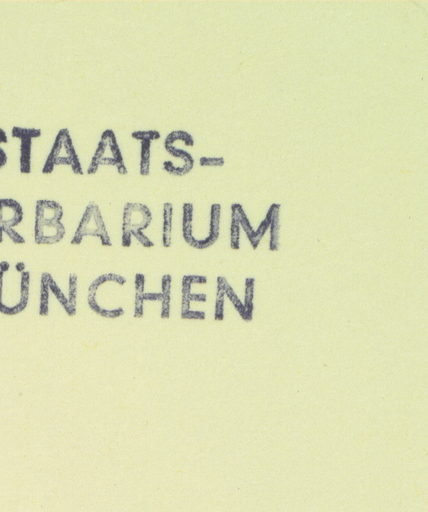 STAATS-
RBARIUM
ÜNCHEN